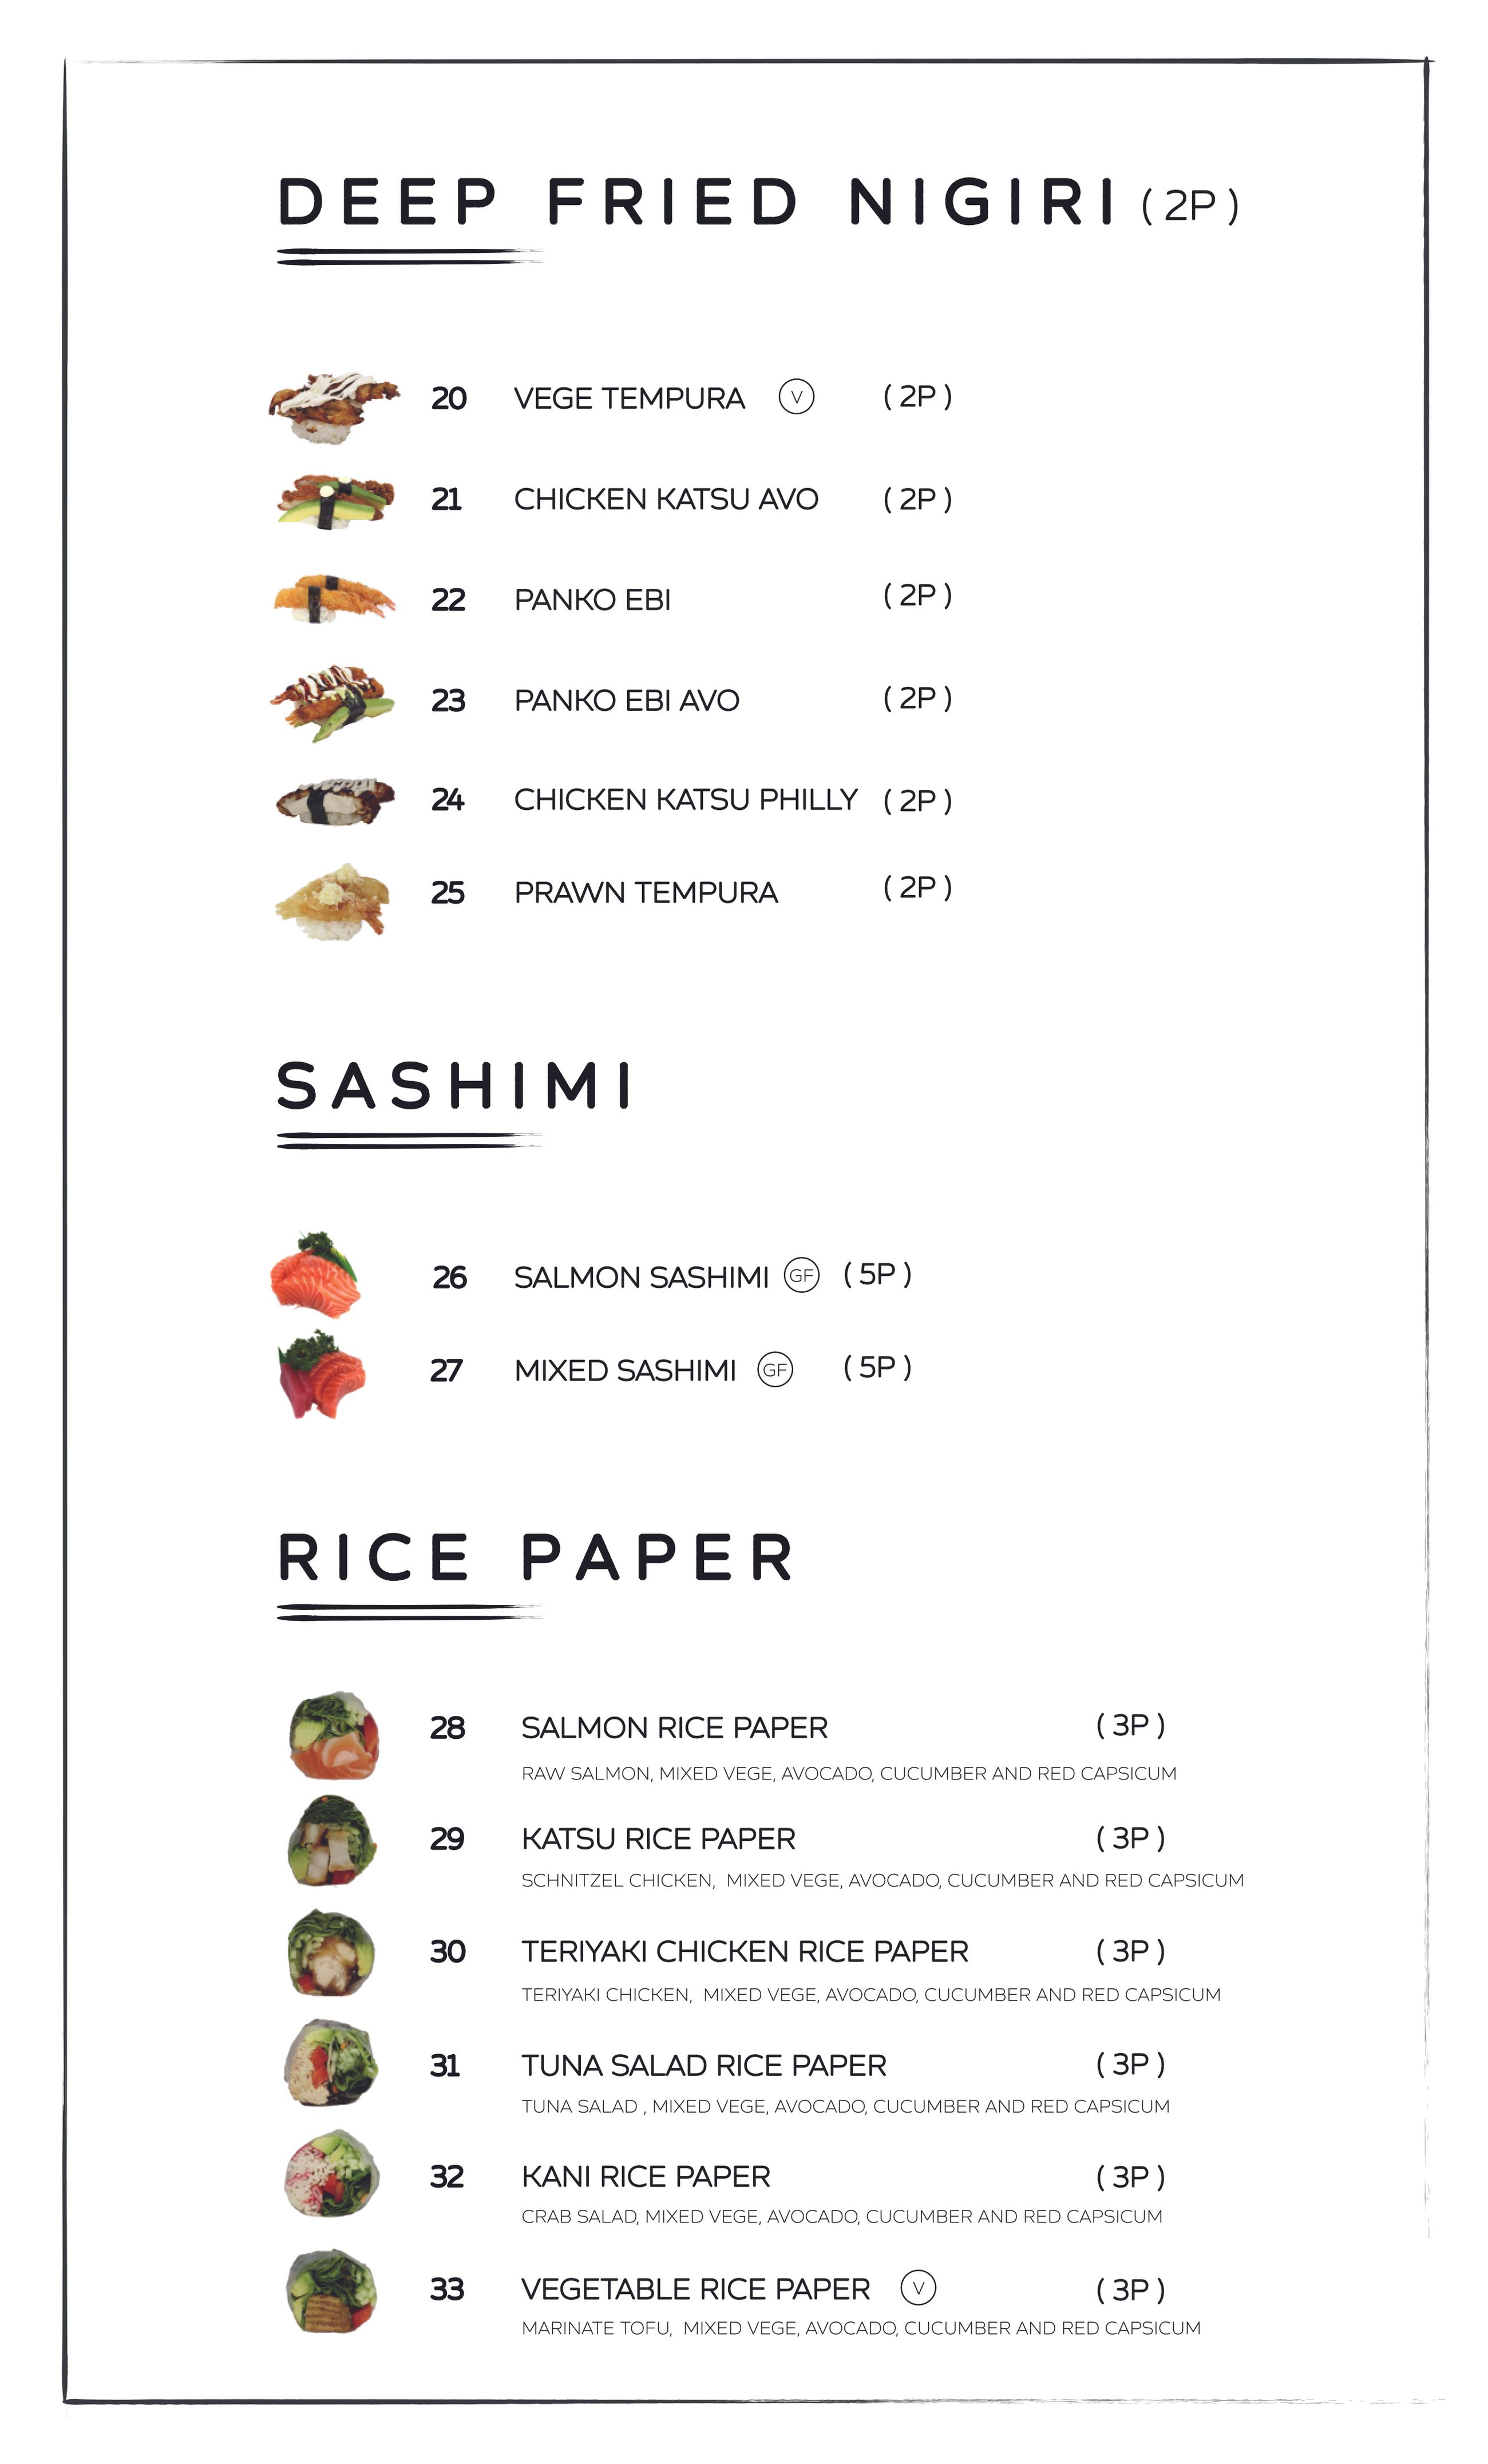 DEEP FRIED NIGIRI ( 2P )
20 VEGE TEMPURA V ( 2P )
21 CHICKEN KATSU AVO ( 2P )
22 PANKO EBI ( 2P )
23 PANKO EBI AVO ( 2P )
24 CHICKEN KATSU PHILLY ( 2P )
25 PRAWN TEMPURA ( 2P )
SASHIMI
26 SALMON SASHIMI GF ( 5P )
27 MIXED SASHIMI GF ( 5P )
RICE PAPER
28 SALMON RICE PAPER ( 3P )
RAW SALMON, MIXED VEGE, AVOCADO, CUCUMBER AND RED CAPSICUM
29 KATSU RICE PAPER ( 3P )
SCHNITZEL CHICKEN, MIXED VEGE, AVOCADO, CUCUMBER AND RED CAPSICUM
30 TERIYAKI CHICKEN RICE PAPER ( 3P )
TERIYAKI CHICKEN, MIXED VEGE, AVOCADO, CUCUMBER AND RED CAPSICUM
31 TUNA SALAD RICE PAPER ( 3P )
TUNA SALAD , MIXED VEGE, AVOCADO, CUCUMBER AND RED CAPSICUM
32 KANI RICE PAPER ( 3P )
CRAB SALAD, MIXED VEGE, AVOCADO, CUCUMBER AND RED CAPSICUM
33 VEGETABLE RICE PAPER V ( 3P )
MARINATE TOFU, MIXED VEGE, AVOCADO, CUCUMBER AND RED CAPSICUM